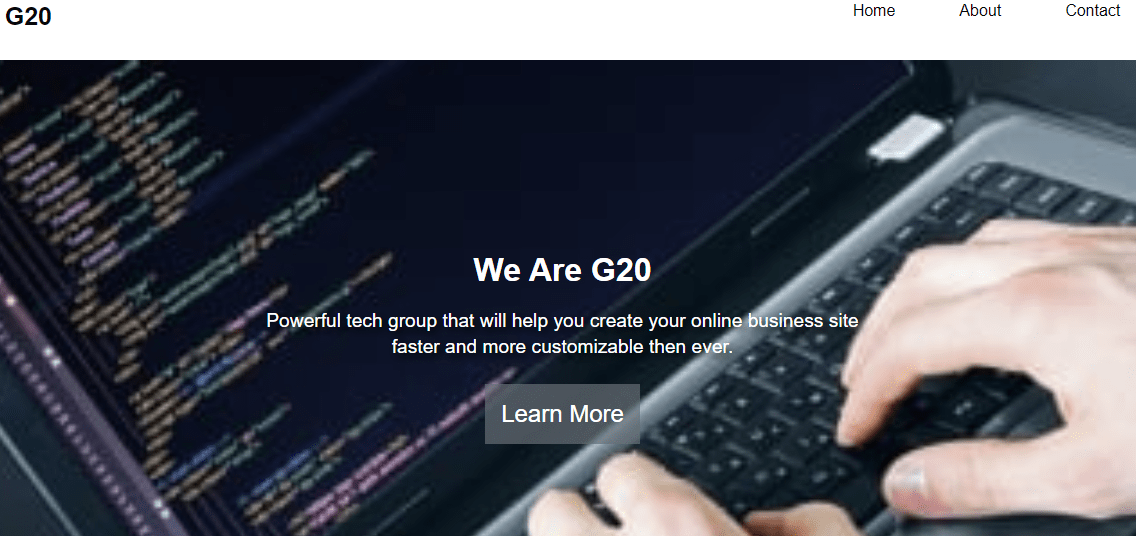 G20
Home About Contact
We Are G20
Powerful tech group that will help you create your online business site
faster and more customizable then ever.
Learn More